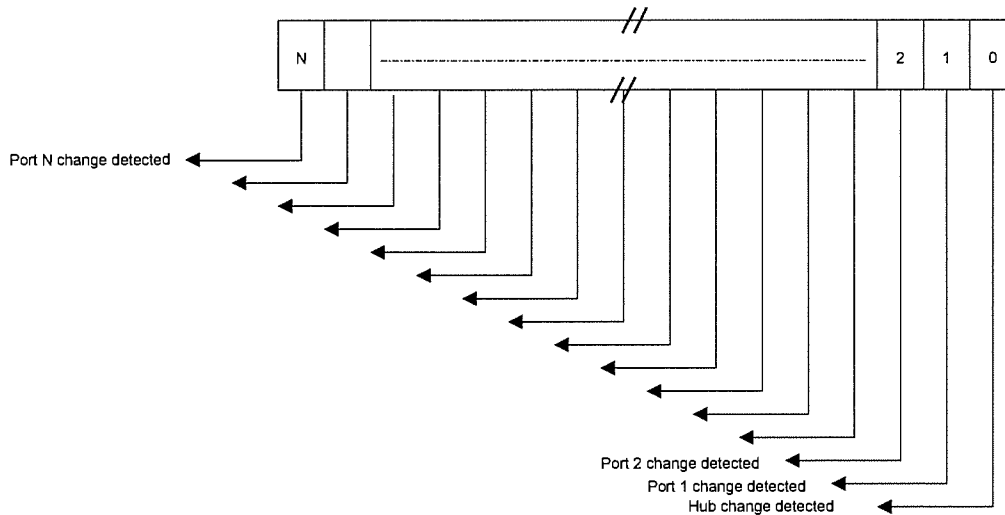 N 2 1 0
Port N change detected
Port 2 change detected
Port 1 change detected
Hub change detected